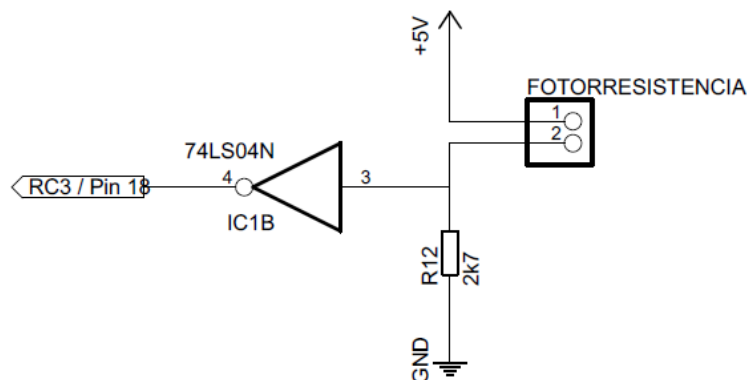 +5V
FOTORRESISTENCIA
1
2
74LS04N
RC3 / Pin 18
4
3
IC1B
R12
2k7
GND